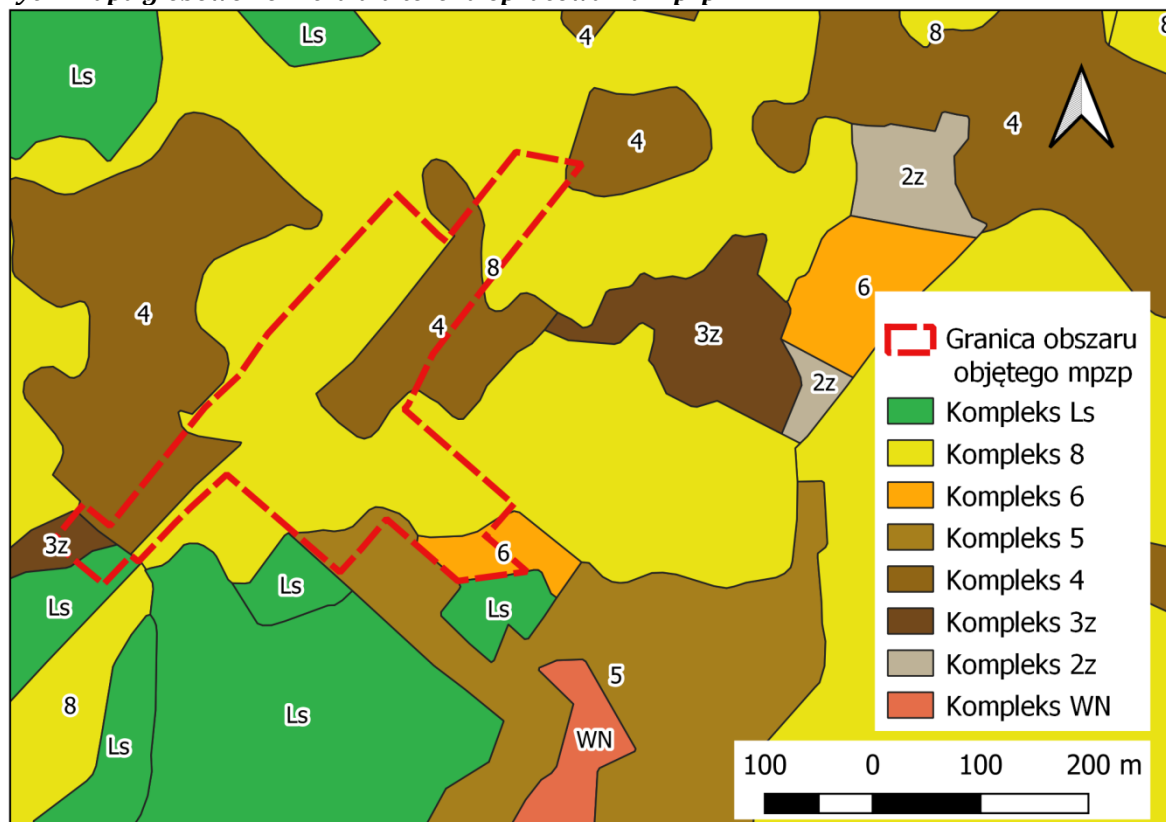 Ls
Ls
4
8
8
4
4
2z
4
8
6
4
4
3z
2z
3z
6
Ls
Ls
Ls
5
8
Ls
Ls
WN
Granica obszaru
objętego mpzp
Kompleks Ls
Kompleks 8
Kompleks 6
Kompleks 5
Kompleks 4
Kompleks 3z
Kompleks 2z
Kompleks WN
100 0 100 200 m